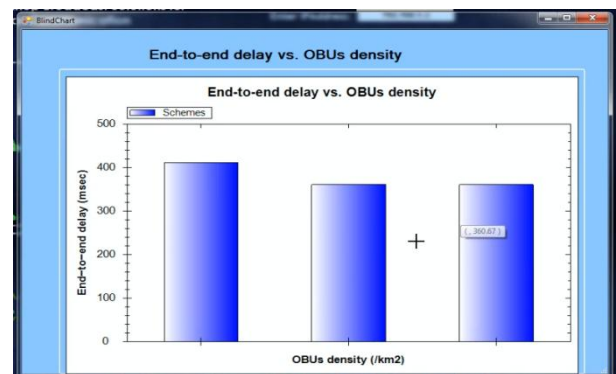 BlindChart
End-to-end delay vs. OBUs density
End-to-end delay vs. OBUs density
Schemes
500
400
300
200
100
0
End-to-end delay (msec)
( , 360.67 )
OBUs density (/km2)